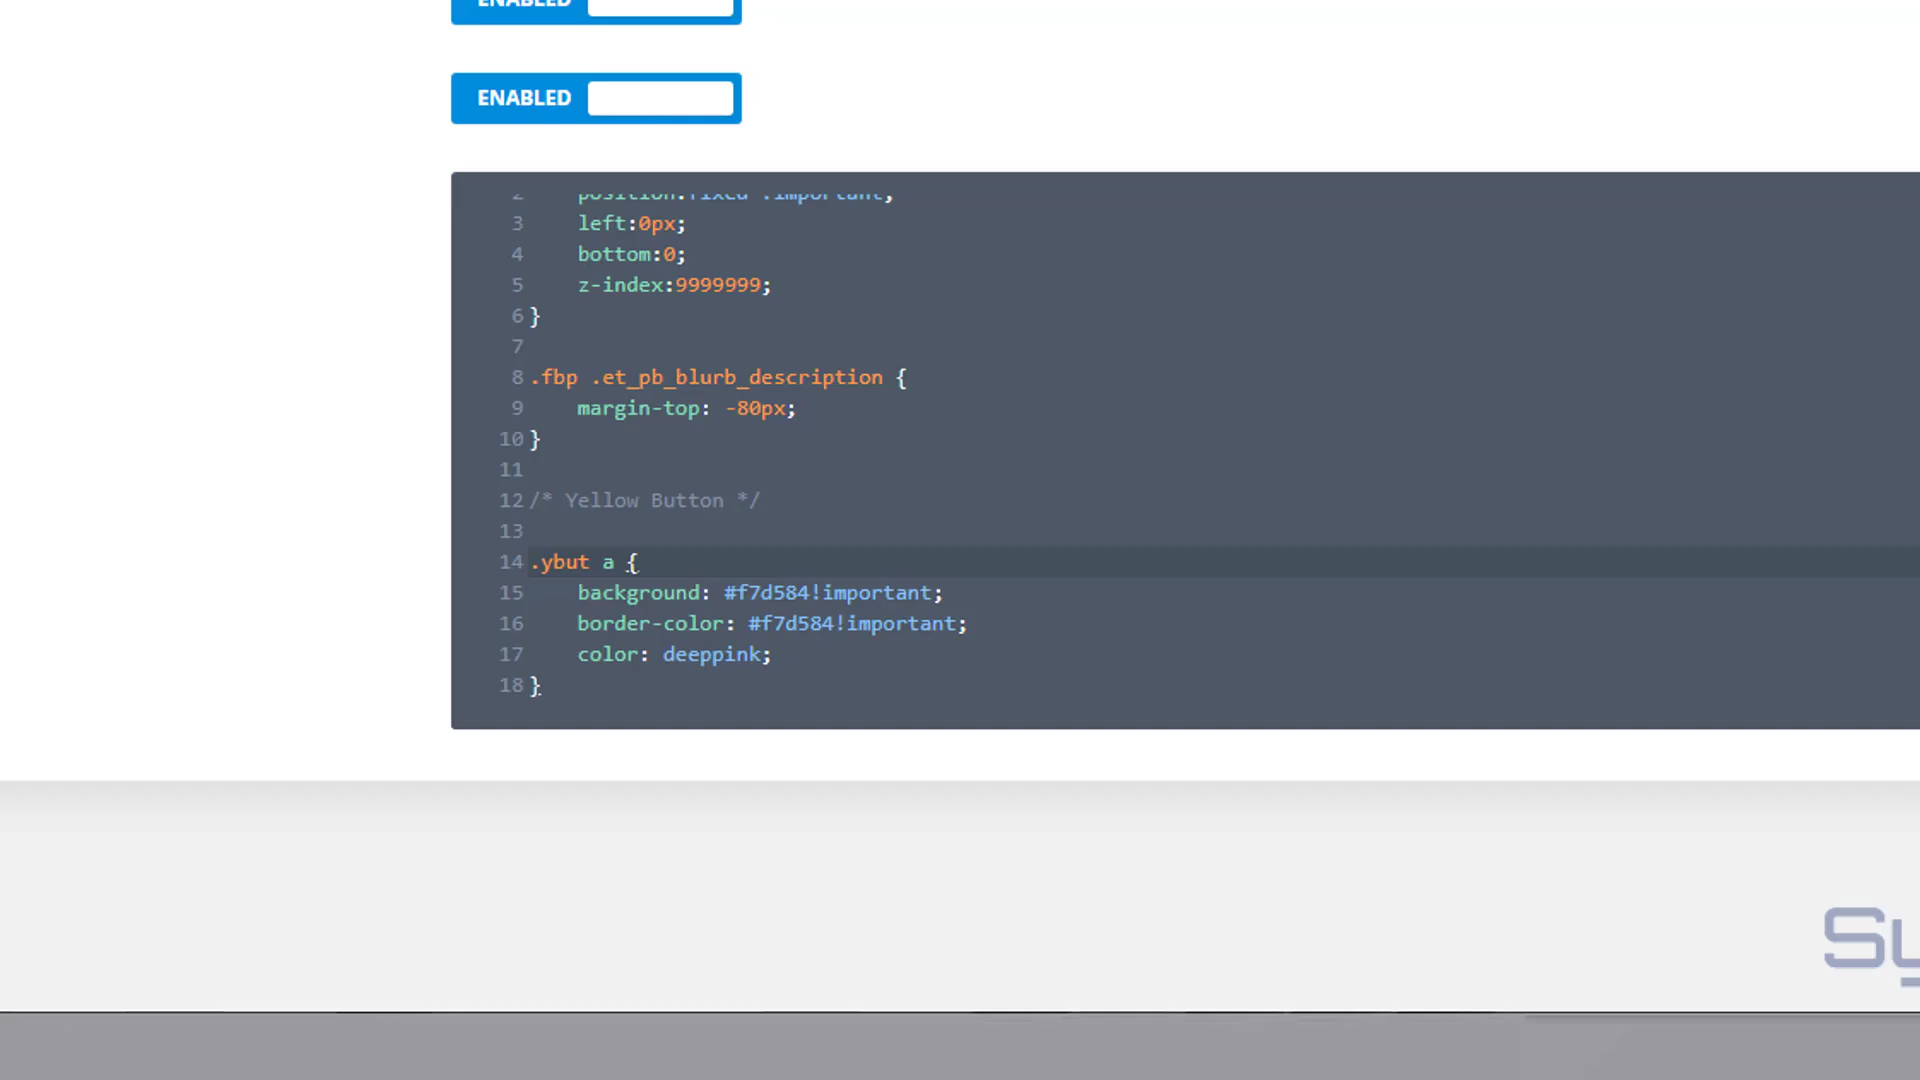 ENABLED
ENABLED
2 position:fixed !important;
3 left:0px;
4 bottom:0;
5 z-index:9999999;
6 }
7
8 .fbp .et_pb_blurb_description {
9 margin-top: -80px;
10 }
11
12 /* Yellow Button */
13
14 .ybut a {
15 background: #f7d584!important;
16 border-color: #f7d584!important;
17 color: deeppink;
18 }